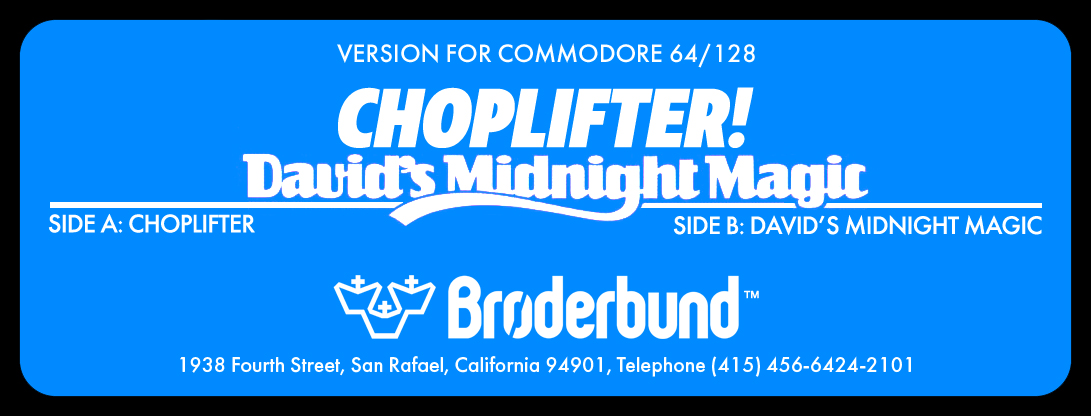 VERSION FOR COMMODORE 64/128
CHOPLIFTER!
David's Midnight Magic
SIDE A: CHOPLIFTER
SIDE B: DAVID'S MIDNIGHT MAGIC
Brøderbund™
1938 Fourth Street, San Rafael, California 94901, Telephone (415) 456-6424-2101